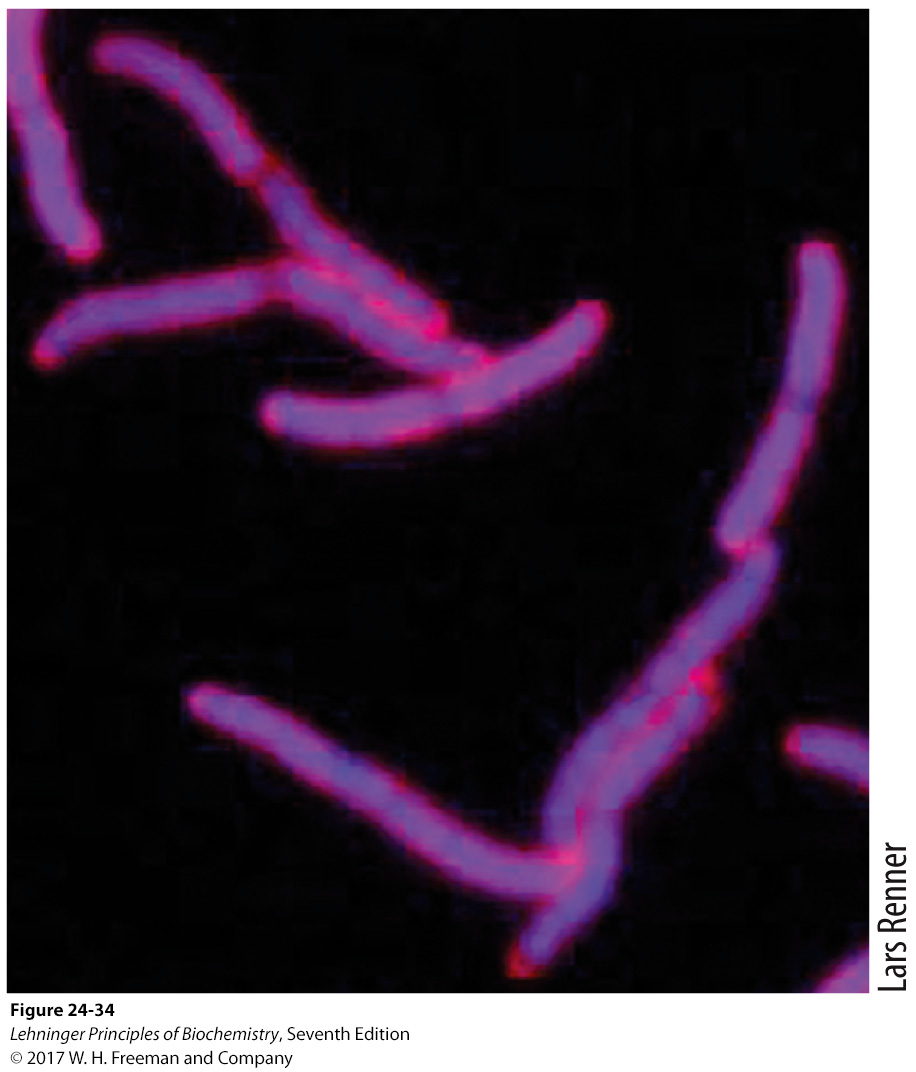 Lars Renner
Figure 24-34
Lehninger Principles of Biochemistry, Seventh Edition
© 2017 W. H. Freeman and Company